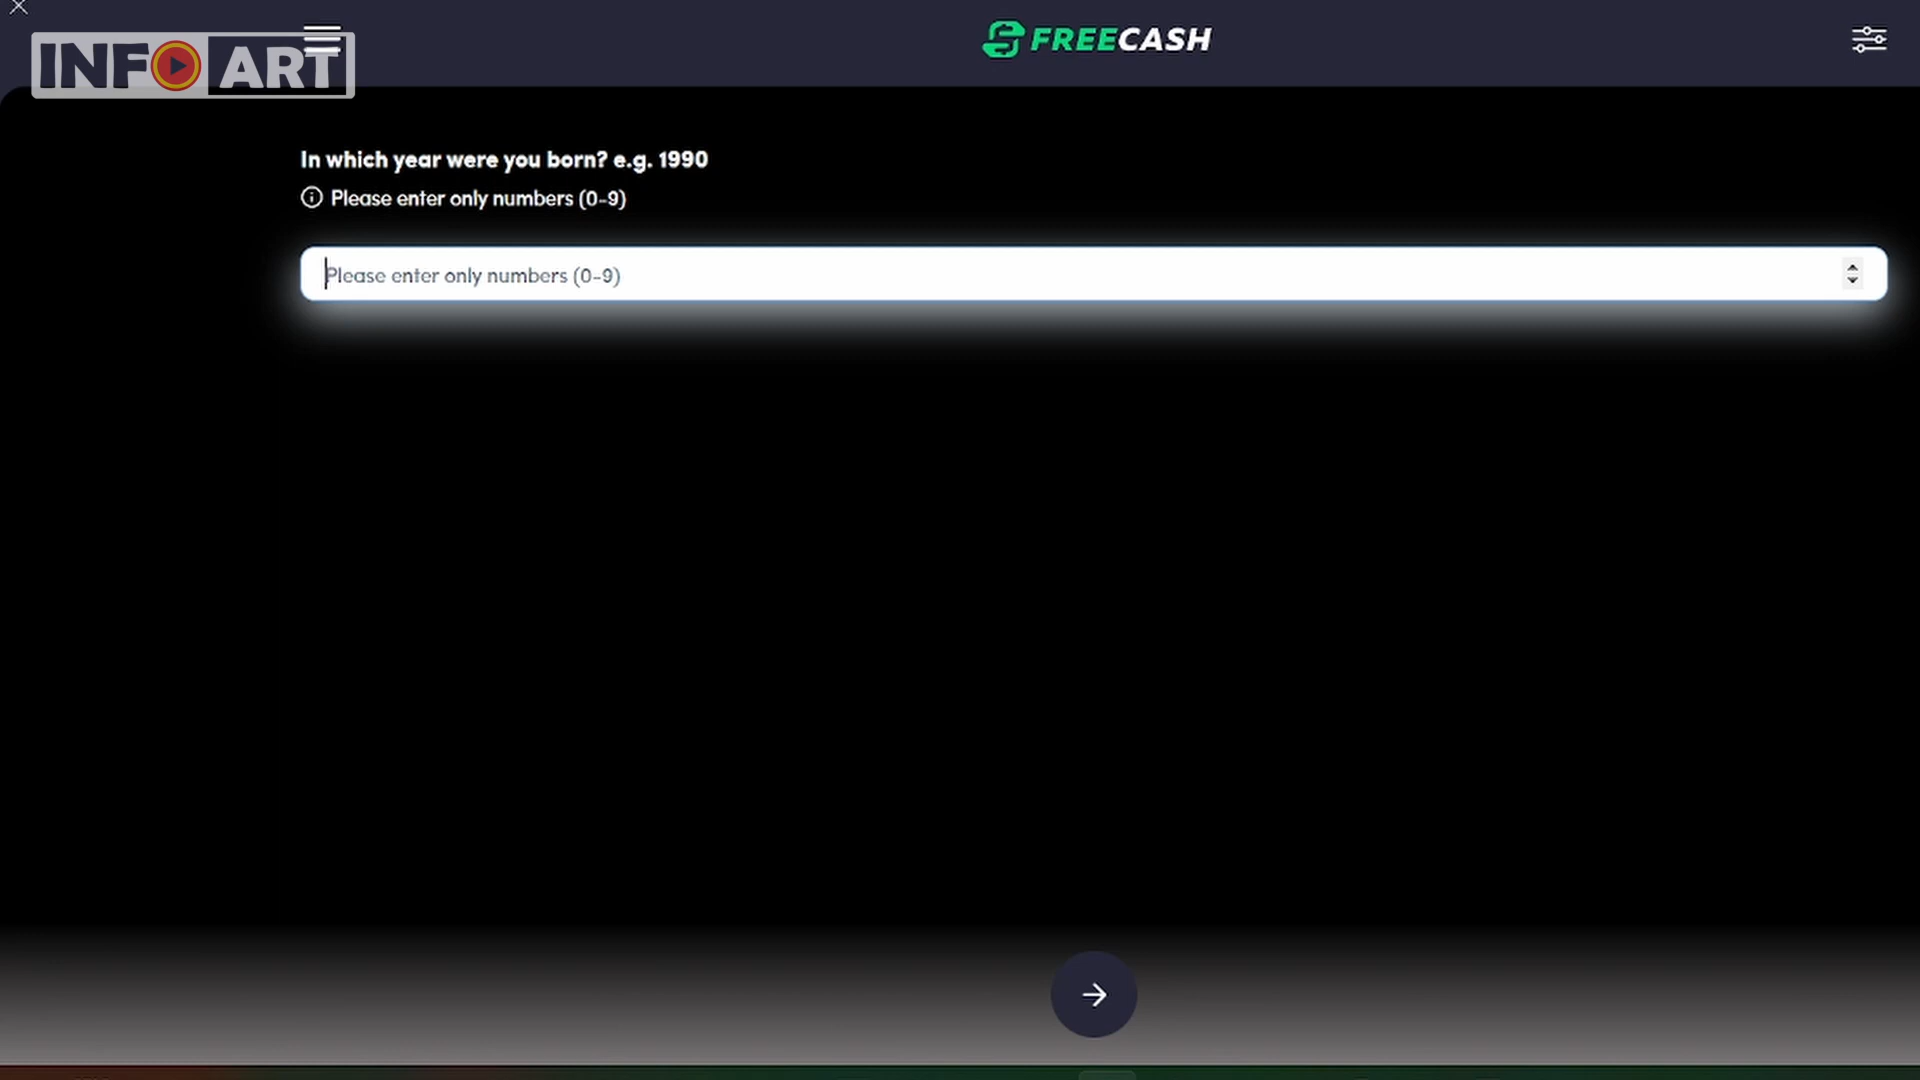 INFO ART
FREECASH
In which year were you born? e.g. 1990
Please enter only numbers (0-9)
Please enter only numbers (0-9)